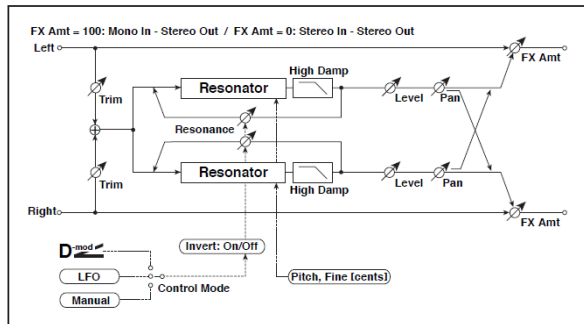 FX Amt = 100: Mono In - Stereo Out / FX Amt = 0: Stereo In - Stereo Out
Left
FX Amt
High Damp
Resonator
Trim
Level
Pan
Resonance
Resonator
Trim
High Damp
Level
Pan
Right
FX Amt
D-mod
Invert: On/Off
LFO
Control Mode
Pitch, Fine [cents]
Manual